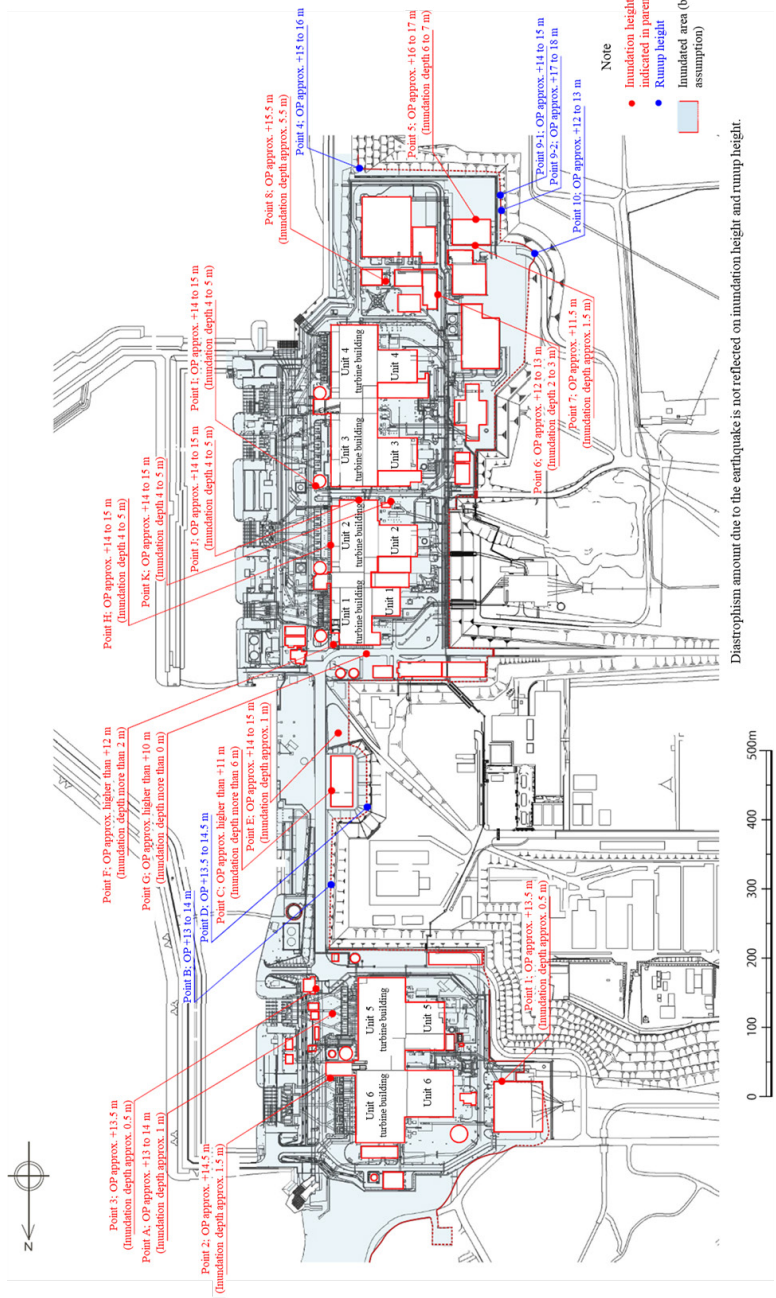 N
Point 3; OP approx. +13.5 m
(Inundation depth approx. 0.5 m)
Point A; OP approx. +13 to 14 m
(Inundation depth approx. 1 m)
Point 2; OP approx. +14.5 m
(Inundation depth approx. 1.5 m)
Point B; OP +13 to 14 m
Point D; OP +13.5 to 14.5 m
Point F; OP approx. higher than +12 m
(Inundation depth more than 2 m)
Point G; OP approx. higher than +10 m
(Inundation depth more than 0 m)
Point C; OP approx. higher than +11 m
(Inundation depth more than 6 m)
Point E; OP approx. +14 to 15 m
(Inundation depth approx. 1 m)
Point H; OP approx. +14 to 15 m
(Inundation depth 4 to 5 m)
Point K; OP approx. +14 to 15 m
(Inundation depth 4 to 5 m)
Point J; OP approx. +14 to 15 m
(Inundation depth 4 to 5 m)
Point I; OP approx. +14 to 15 m
(Inundation depth 4 to 5 m)
Point 8; OP approx. +15.5 m
(Inundation depth approx. 5.5 m)
Point 4; OP approx. +15 to 16 m
Point 5; OP approx. +16 to 17 m
(Inundation depth 6 to 7 m)
Unit 6
turbine building
Unit 6
Unit 5
turbine building
Unit 5
Unit 1
turbine building
Unit 1
Unit 2
turbine building
Unit 2
Unit 3
turbine building
Unit 3
Unit 4
turbine building
Unit 4
Point 1; OP approx. +13.5 m
(Inundation depth approx. 0.5 m)
Point 6; OP approx. +12 to 13 m
(Inundation depth 2 to 3 m)
Point 7; OP approx. +11.5 m
(Inundation depth approx. 1.5 m)
Point 9-1; OP approx. +14 to 15 m
Point 9-2; OP approx. +17 to 18 m
Point 10; OP approx. +12 to 13 m
Note
Inundation height
indicated in paren
Runup height
Inundated area (b
assumption)
0 100 200 300 400 500m
Diastrophism amount due to the earthquake is not reflected on inundation height and runup height.